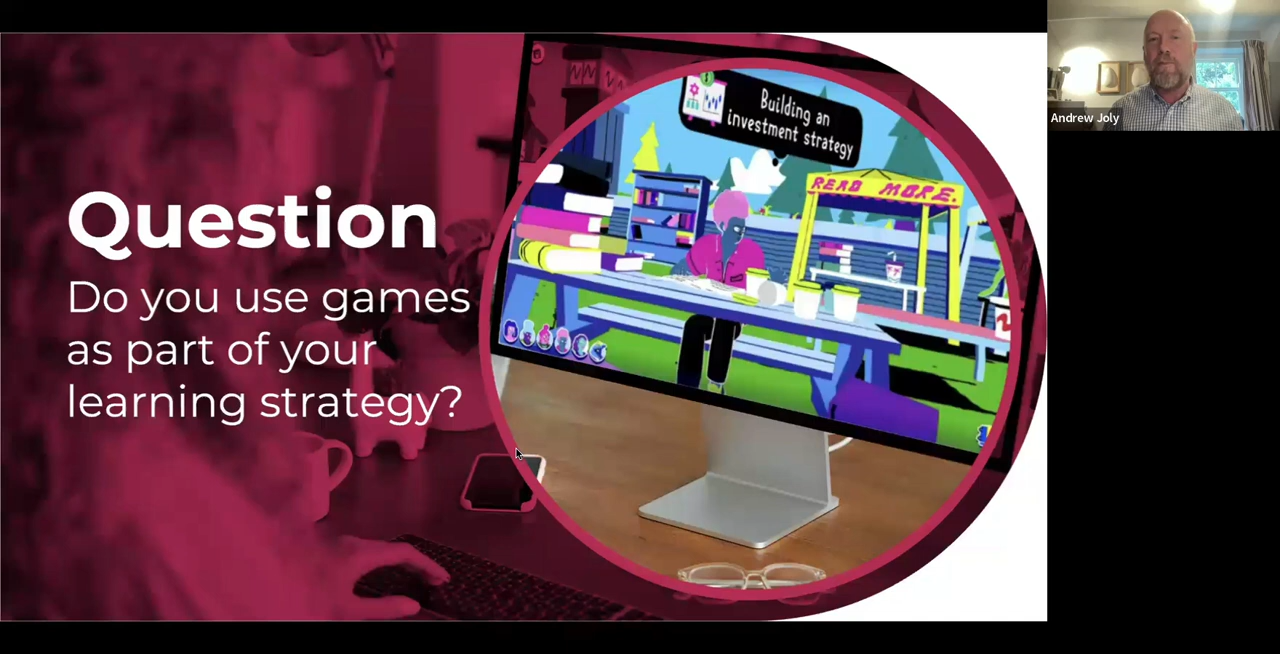 Question
Do you use games
as part of your
learning strategy?
Building an
investment strategy
READ MORE.
Andrew Joly